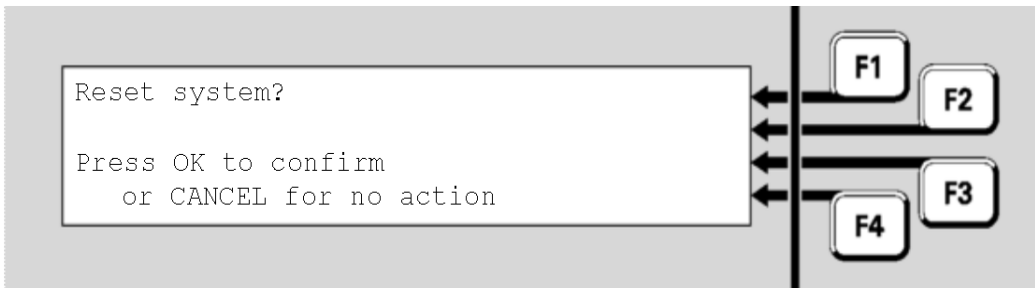 Reset system?
Press OK to confirm
or CANCEL for no action
F1
F2
F3
F4